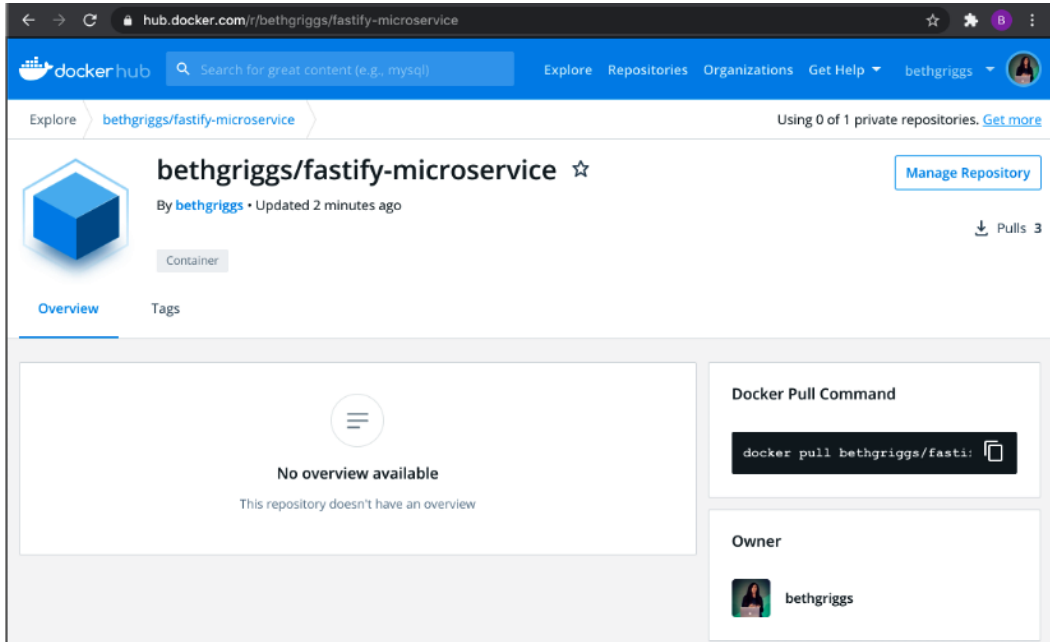 hub.docker.com/r/bethgriggs/fastify-microservice
B
dockerhub
Search for great content (e.g., mysql)
Explore
Repositories
Organizations
Get Help
bethgriggs
Explore
bethgriggs/fastify-microservice
Using 0 of 1 private repositories. Get more
bethgriggs/fastify-microservice
Manage Repository
By bethgriggs • Updated 2 minutes ago
Pulls 3
Container
Overview
Tags
No overview available
This repository doesn't have an overview
Docker Pull Command
docker pull bethgriggs/fasti
Owner
bethgriggs